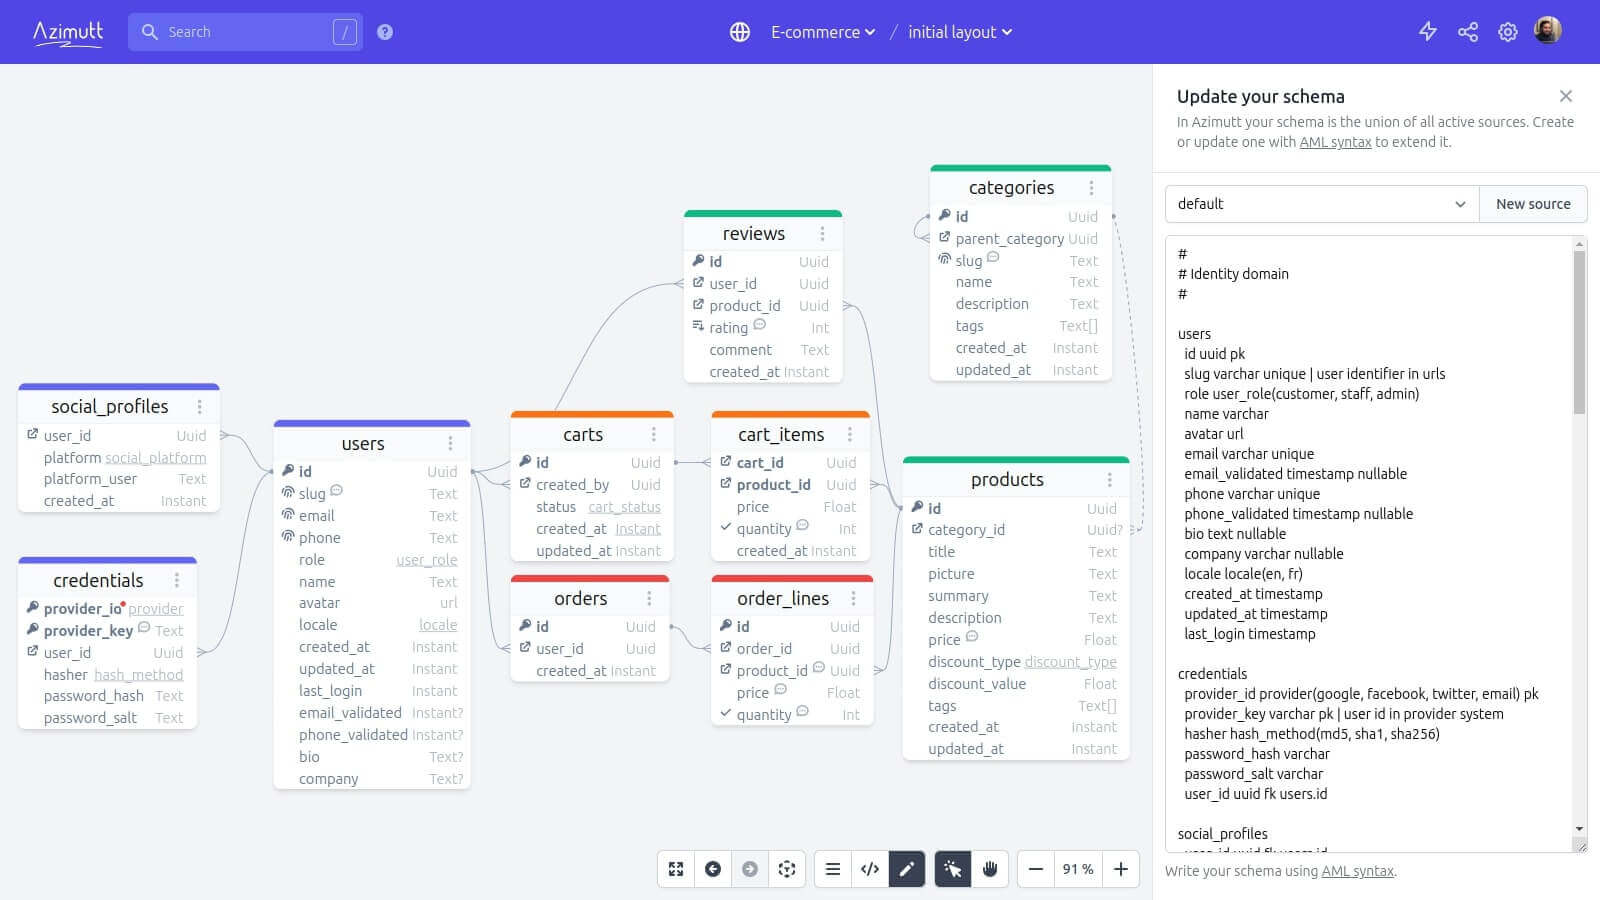 Azimutt
Search
/
?
E-commerce
/
initial layout
social_profiles
user_id Uuid
platform social_platform
platform_user Text
created_at Instant
credentials
provider_id provider
provider_key Text
user_id Uuid
hasher hash_method
password_hash Text
password_salt Text
users
id Uuid
slug Text
email Text
phone Text
role user_role
name Text
avatar url
locale locale
created_at Instant
updated_at Instant
last_login Instant
email_validated Instant?
phone_validated Instant?
bio Text?
company Text?
reviews
id Uuid
user_id Uuid
product_id Uuid
rating Int
comment Text
created_at Instant
carts
id Uuid
created_by Uuid
status cart_status
created_at Instant
updated_at Instant
orders
id Uuid
user_id Uuid
created_at Instant
cart_items
cart_id Uuid
product_id Uuid
price Float
quantity Int
created_at Instant
order_lines
id Uuid
order_id Uuid
product_id Uuid
price Float
quantity Int
categories
id Uuid
parent_category Uuid
slug Text
name Text
description Text
tags Text[]
created_at Instant
updated_at Instant
products
id Uuid
category_id Uuid?
title Text
picture Text
summary Text
description Text
price Float
discount_type discount_type
discount_value Float
tags Text[]
created_at Instant
updated_at Instant
91 %
Update your schema
In Azimutt your schema is the union of all active sources. Create
or update one with AML syntax to extend it.
default
New source
#
# Identity domain
#
users
id uuid pk
slug varchar unique | user identifier in urls
role user_role(customer, staff, admin)
name varchar
avatar url
email varchar unique
email_validated timestamp nullable
phone varchar unique
phone_validated timestamp nullable
bio text nullable
company varchar nullable
locale locale(en, fr)
created_at timestamp
updated_at timestamp
last_login timestamp
credentials
provider_id provider(google, facebook, twitter, email) pk
provider_key varchar pk | user id in provider system
hasher hash_method(md5, sha1, sha256)
password_hash varchar
password_salt varchar
user_id uuid fk users.id
social_profiles
user_id uuid fk users.id
Write your schema using AML syntax.